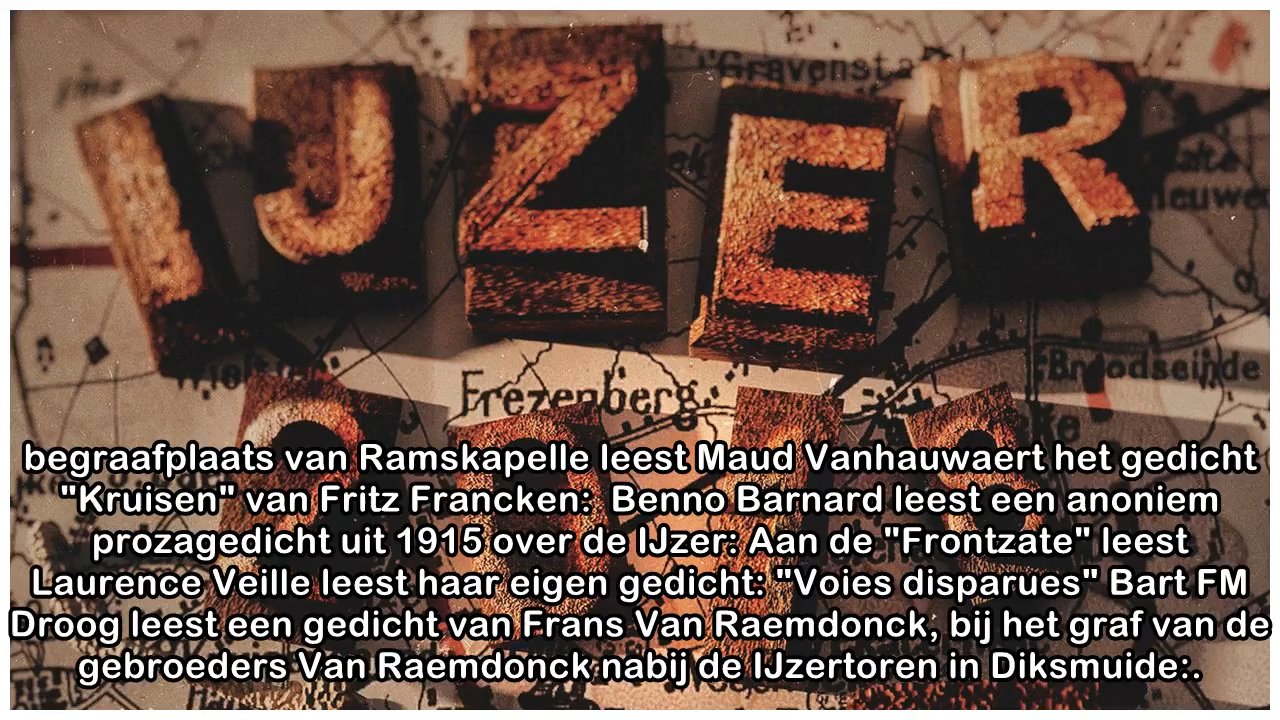 IJZER
Gravensta
Frezenberg
Broodseinde
begraafplaats van Ramskapelle leest Maud Vanhauwaert het gedicht
"Kruisen" van Fritz Francken:  Benno Barnard leest een anoniem
prozagedicht uit 1915 over de IJzer: Aan de "Frontzate" leest
Laurence Veille leest haar eigen gedicht: "Voies disparues" Bart FM
Droog leest een gedicht van Frans Van Raemdonck, bij het graf van de
gebroeders Van Raemdonck nabij de IJzertoren in Diksmuide:.